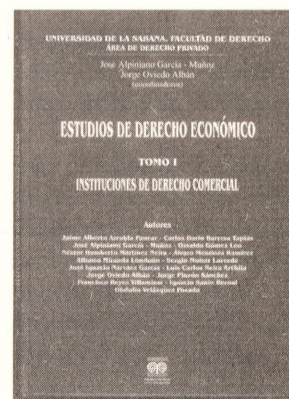 UNIVERSIDAD DE LA SABANA. FACULTAD DE DERECHO
ÁREA DE DERECHO PRIVADO
José Alpiniano García - Muñoz
Jorge Oviedo Albán
(coordinadores)
ESTUDIOS DE DERECHO ECONÓMICO
TOMO I
INSTITUCIONES DE DERECHO COMERCIAL
Autores
Jaime Alberto Arrubla Paucar - Carlos Darío Barrera Tapias
José Alpiniano García - Muñoz - Osvaldo Gómez Leo
Néstor Humberto Martínez Neira - Álvaro Mendoza Ramírez
Alfonso Miranda Londoño - Sergio Muñoz Laverde
José Ignacio Narváez García - Luis Carlos Neira Archila
Jorge Oviedo Albán - Jorge Pinzón Sánchez
Francisco Reyes Villamizar - Ignacio Sanín Bernal
Obdulio Velásquez Posada